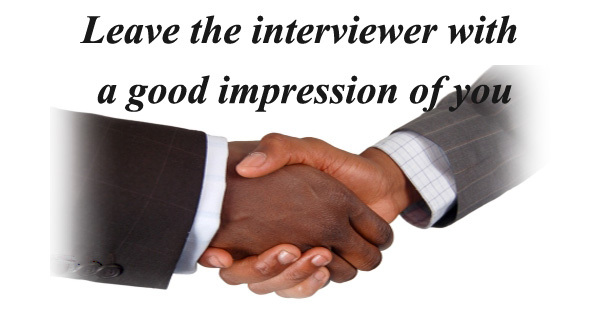 Leave the interviewer with
a good impression of you